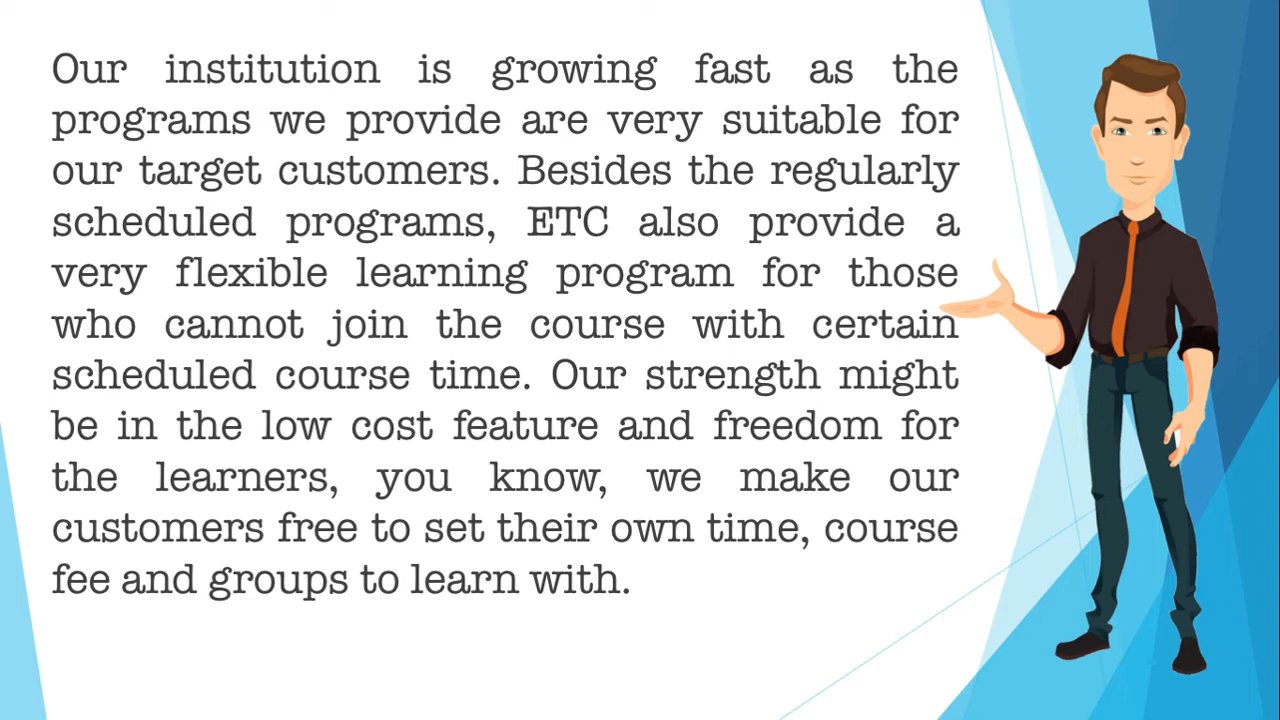 Our institution is growing fast as the
programs we provide are very suitable for
our target customers. Besides the regularly
scheduled programs, ETC also provide a
very flexible learning program for those
who cannot join the course with certain
scheduled course time. Our strength might
be in the low cost feature and freedom for
the learners, you know, we make our
customers free to set their own time, course
fee and groups to learn with.